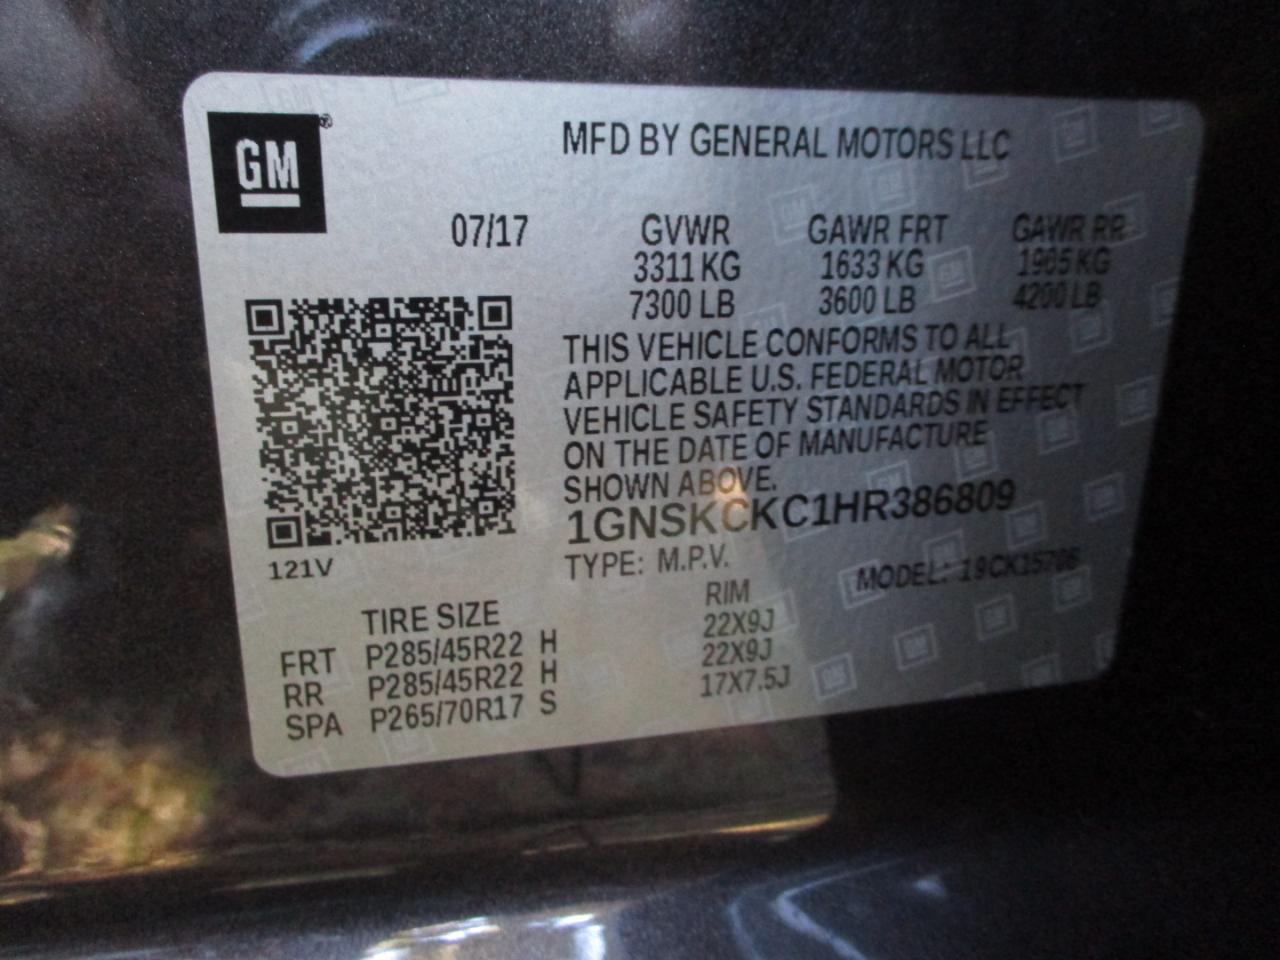 GM®
MFD BY GENERAL MOTORS LLC
07/17 GVWR GAWR FRT GAWR RR
3311 KG 1633 KG 1905 KG
7300 LB 3600 LB 4200 LB
THIS VEHICLE CONFORMS TO ALL
APPLICABLE U.S. FEDERAL MOTOR
VEHICLE SAFETY STANDARDS IN EFFECT
ON THE DATE OF MANUFACTURE
SHOWN ABOVE.
1GNSKCKC1HR386809
121V
TYPE: M.P.V. MODEL: 19CK15706
TIRE SIZE RIM
FRT P285/45R22 H 22X9J
RR P285/45R22 H 22X9J
SPA P265/70R17 S 17X7.5J